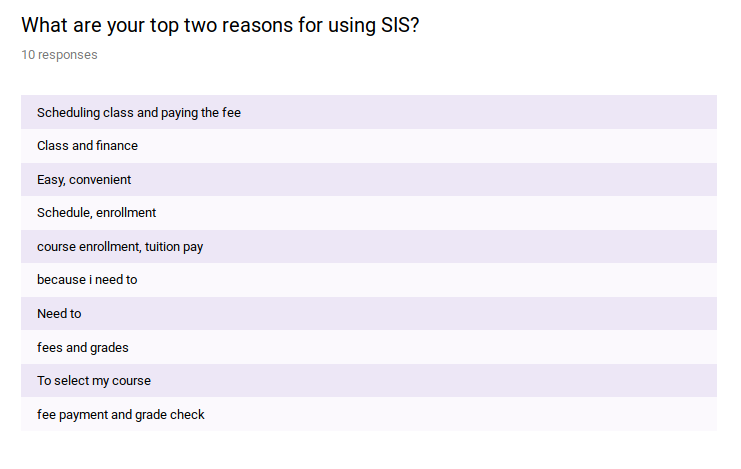 What are your top two reasons for using SIS?
10 responses
Scheduling class and paying the fee
Class and finance
Easy, convenient
Schedule, enrollment
course enrollment, tuition pay
because i need to
Need to
fees and grades
To select my course
fee payment and grade check